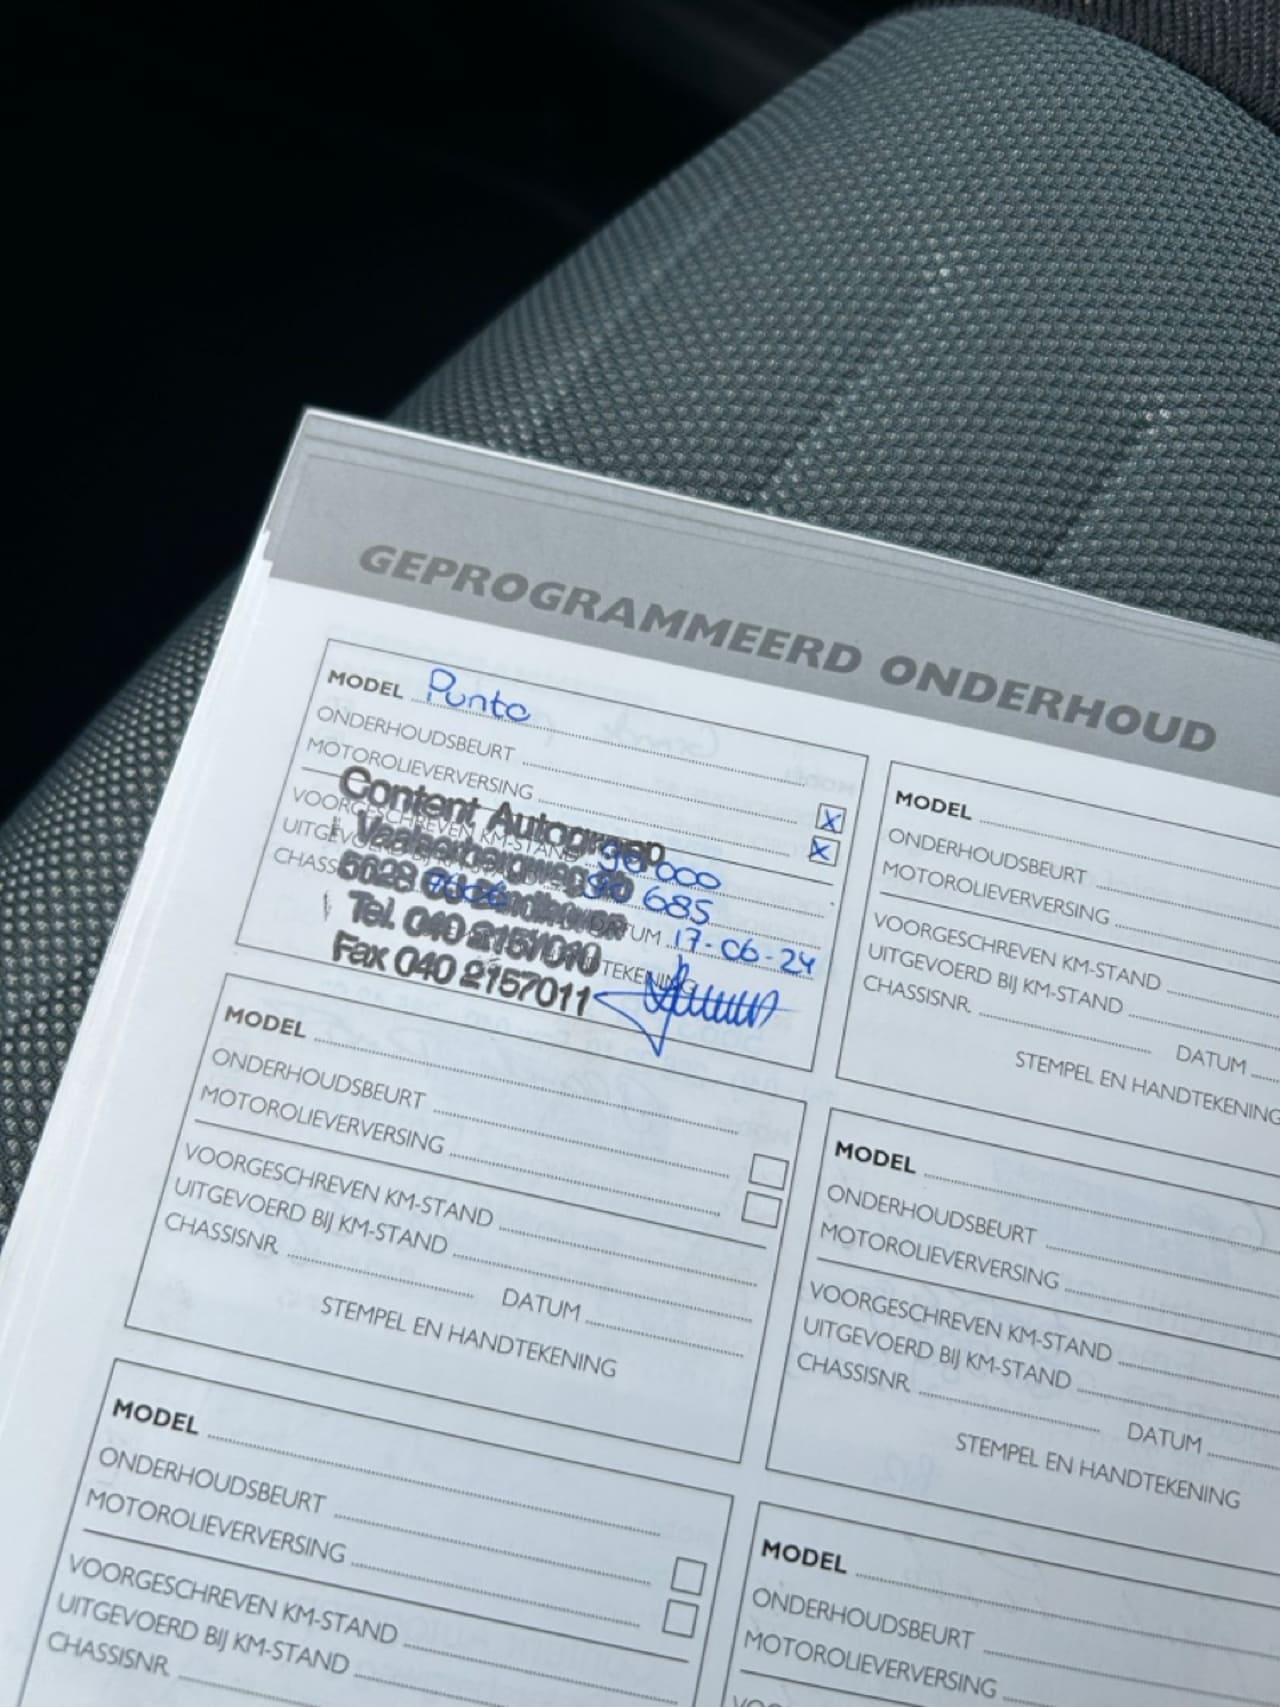 GEPROGRAMMEERD ONDERHOUD
MODEL Punto
ONDERHOUDSBEURT
MOTOROLIEVERVERSING
X
X
VOORGESCHREVEN KM-STAND 90 000
UITGEVOERD BIJ KM-STAND 90 685
DATUM 17-06-24
Content Autogroep
Tel. 040 2157010
Fax 040 2157011
MODEL
ONDERHOUDSBEURT
MOTOROLIEVERVERSING
VOORGESCHREVEN KM-STAND
UITGEVOERD BIJ KM-STAND
CHASSISNR.
DATUM
STEMPEL EN HANDTEKENING
MODEL
ONDERHOUDSBEURT
MOTOROLIEVERVERSING
VOORGESCHREVEN KM-STAND
UITGEVOERD BIJ KM-STAND
CHASSISNR.
MODEL
ONDERHOUDSBEURT
MOTOROLIEVERVERSING
VOORGESCHREVEN KM-STAND
UITGEVOERD BIJ KM-STAND
CHASSISNR.
DATUM
STEMPEL EN HANDTEKENING
MODEL
ONDERHOUDSBEURT
MOTOROLIEVERVERSING
VOORGESCHREVEN KM-STAND
UITGEVOERD BIJ KM-STAND
CHASSISNR.
DATUM
STEMPEL EN HANDTEKENING
MODEL
ONDERHOUDSBEURT
MOTOROLIEVERVERSING